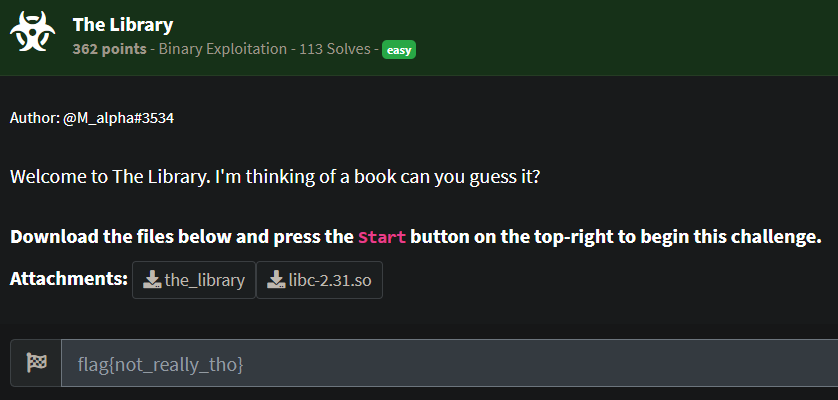 The Library
362 points - Binary Exploitation - 113 Solves - easy
Author: @M_alpha#3534
Welcome to The Library. I'm thinking of a book can you guess it?
Download the files below and press the Start button on the top-right to begin this challenge.
Attachments: the_library libc-2.31.so
flag{not_really_tho}